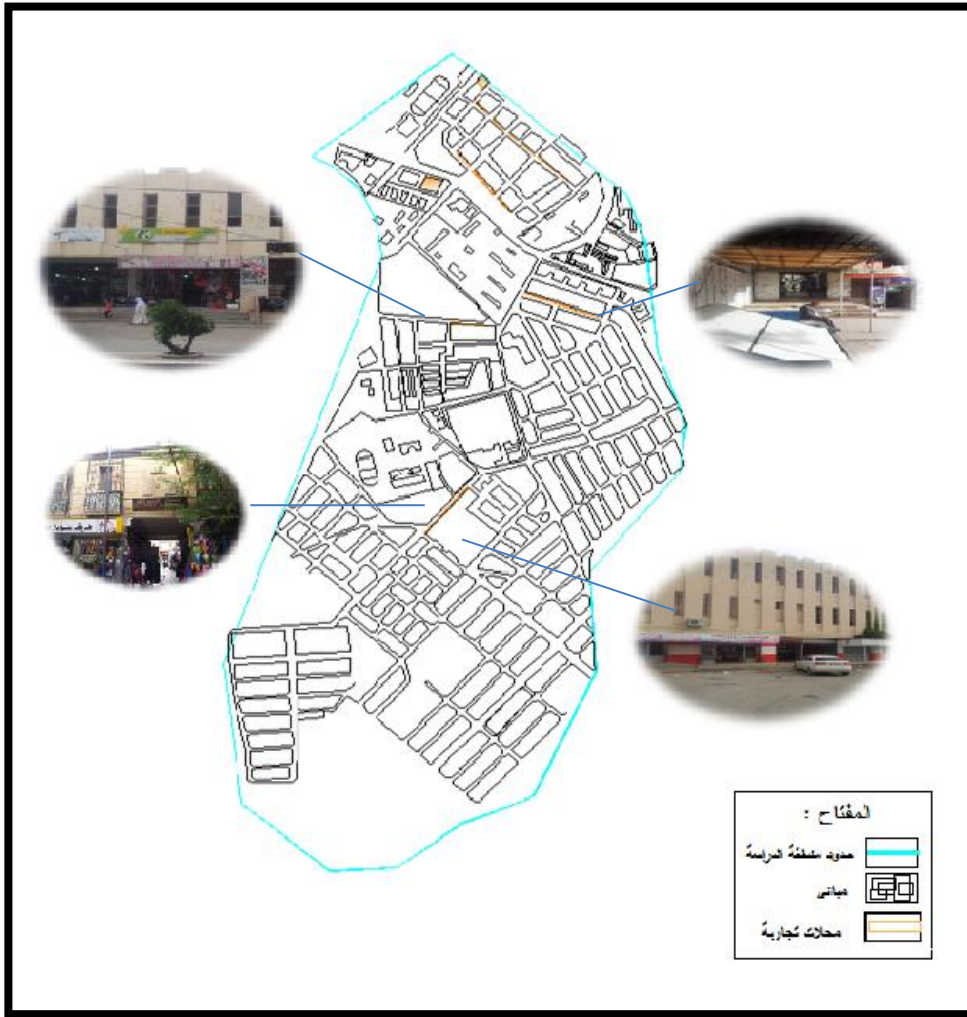 المفتاح :
حدود منطقة الدراسة
مباني
محلات تجارية